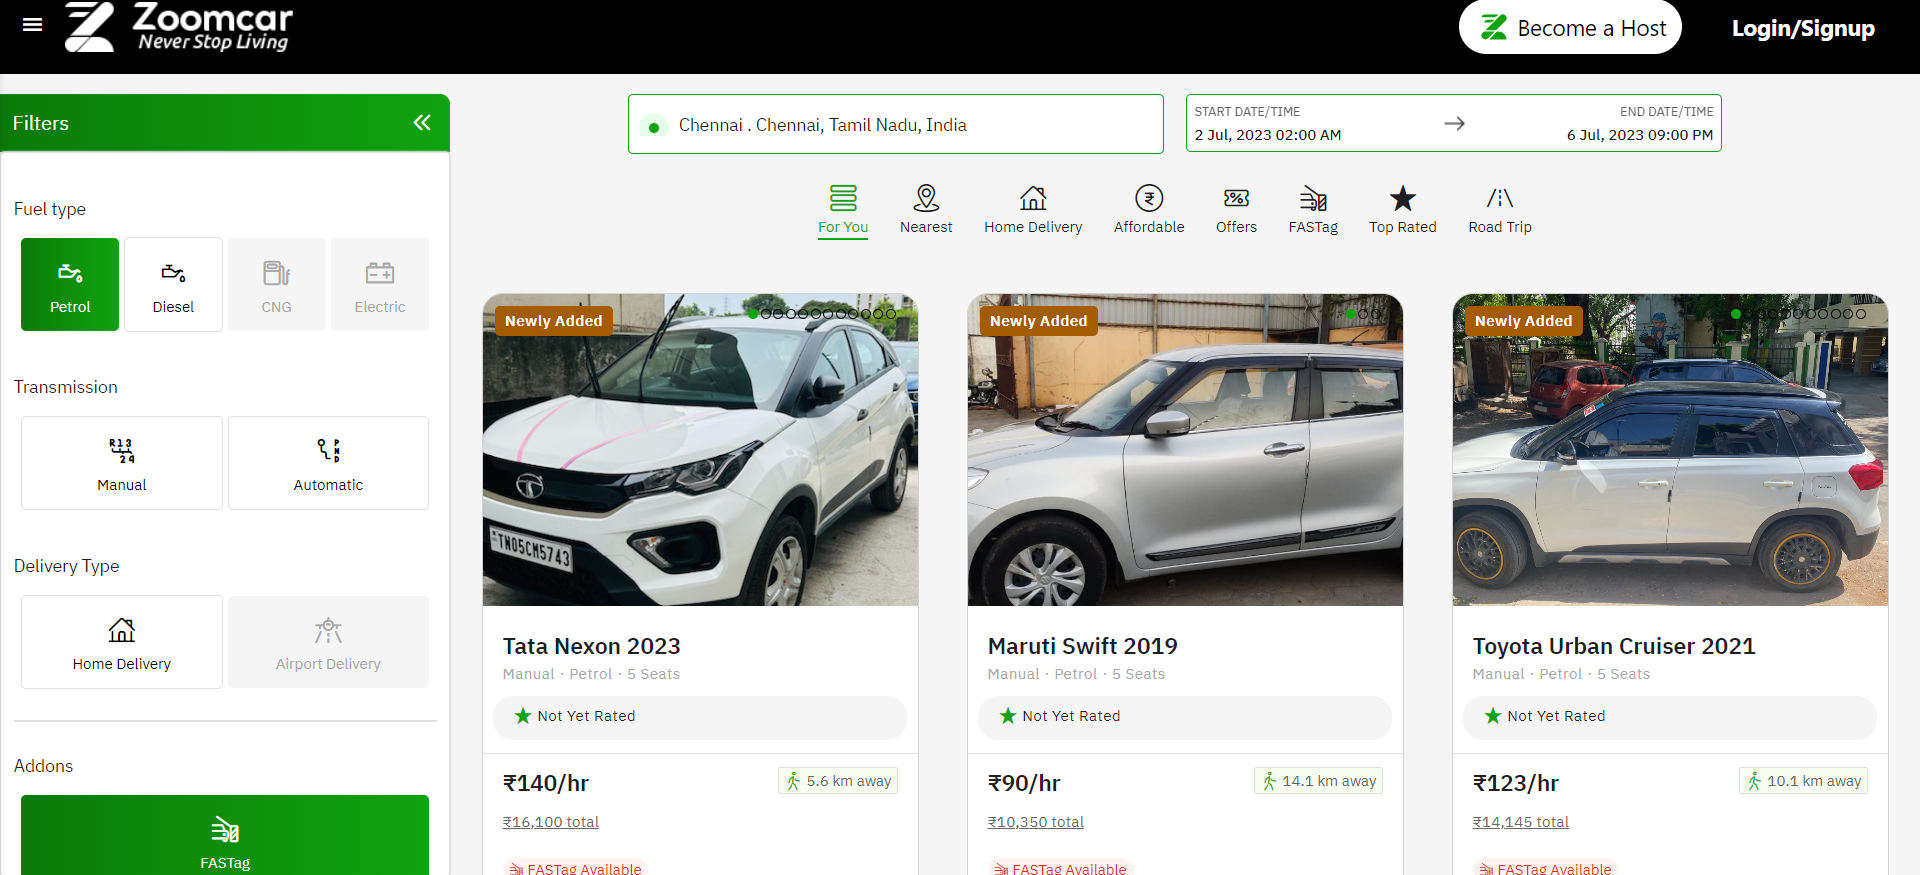 Zoomcar
Never Stop Living
Become a Host
Login/Signup
Filters
Chennai . Chennai, Tamil Nadu, India
START DATE/TIME
END DATE/TIME
2 Jul, 2023 02:00 AM
6 Jul, 2023 09:00 PM
For You
Nearest
Home Delivery
Affordable
Offers
FASTag
Top Rated
Road Trip
Fuel type
Petrol
Diesel
CNG
Electric
Transmission
R 1 3
2 4
Manual
P
N
D
Automatic
Delivery Type
Home Delivery
Airport Delivery
Addons
FASTag
Newly Added
TN05CM5743
Tata Nexon 2023
Manual · Petrol · 5 Seats
Not Yet Rated
₹140/hr
5.6 km away
₹16,100 total
FASTag Available
Newly Added
Maruti Swift 2019
Manual · Petrol · 5 Seats
Not Yet Rated
₹90/hr
14.1 km away
₹10,350 total
FASTag Available
Newly Added
Toyota Urban Cruiser 2021
Manual · Petrol · 5 Seats
Not Yet Rated
₹123/hr
10.1 km away
₹14,145 total
FASTag Available